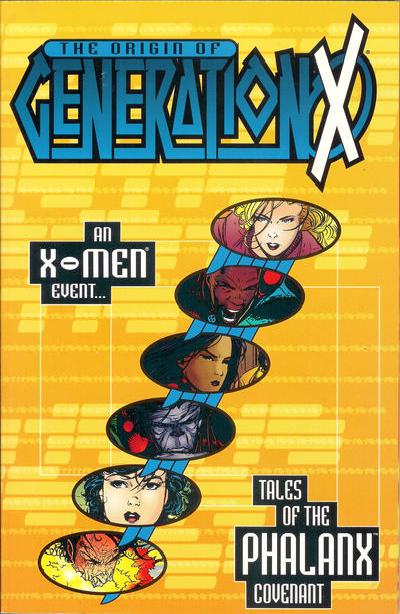 THE ORIGIN OF
GENERATION X
AN
X-MEN
EVENT...
TALES
OF THE
PHALANX
COVENANT